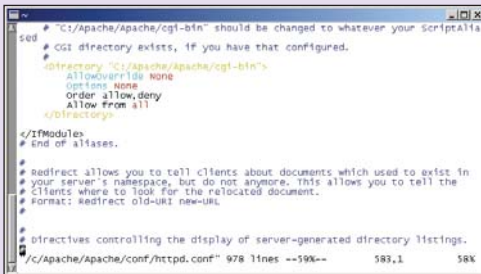 ~
# "C:/Apache/Apache/cgi-bin" should be changed to whatever your ScriptAlia
sed
# CGI directory exists, if you have that configured.
#
<Directory "C:/Apache/Apache/cgi-bin">
AllowOverride None
Options None
Order allow,deny
Allow from all
</Directory>
</IfModule>
# End of aliases.
#
# Redirect allows you to tell clients about documents which used to exist in
# your server's namespace, but do not anymore. This allows you to tell the
# clients where to look for the relocated document.
# Format: Redirect old-URI new-URL
#
#
# Directives controlling the display of server-generated directory listings.
#
"/c/Apache/Apache/conf/httpd.conf" 978 lines --59%-- 583,1 58%